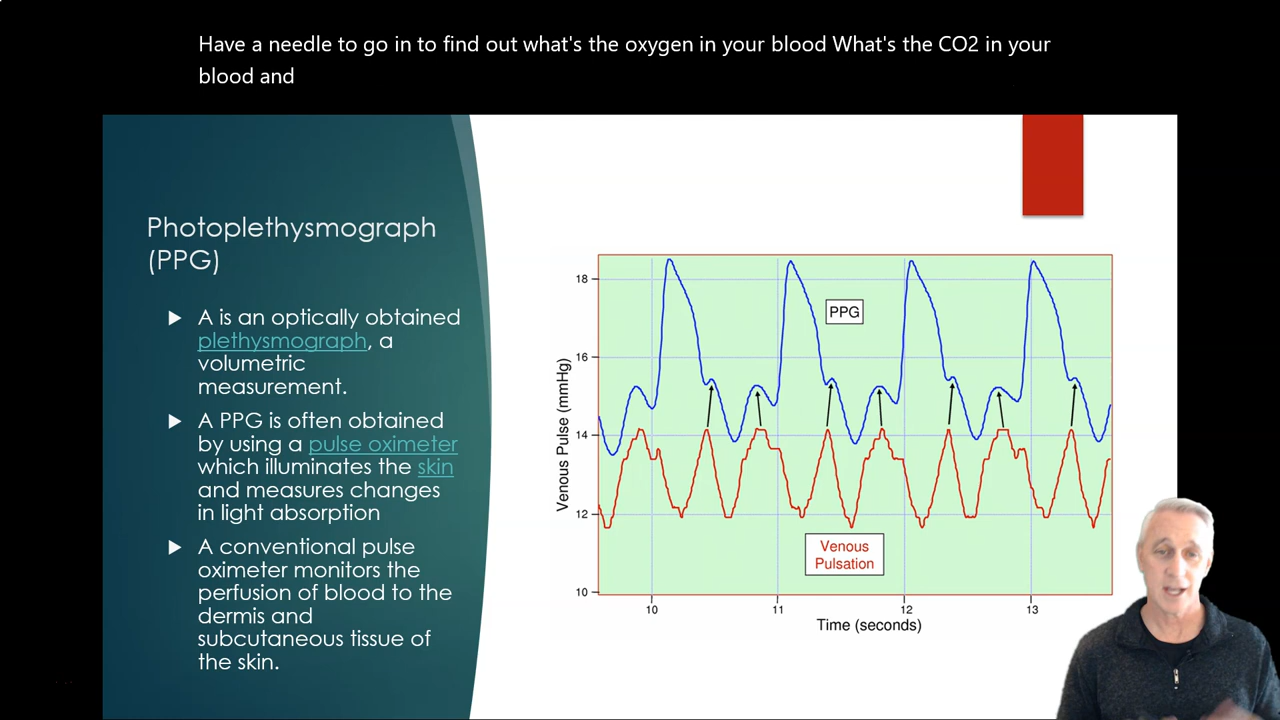 Have a needle to go in to find out what's the oxygen in your blood What's the CO2 in your
blood and
Photoplethysmograph
(PPG)
A is an optically obtained
plethysmograph, a
volumetric
measurement.
A PPG is often obtained
by using a pulse oximeter
which illuminates the skin
and measures changes
in light absorption
A conventional pulse
oximeter monitors the
perfusion of blood to the
dermis and
subcutaneous tissue of
the skin.
Venous Pulse (mmHg)
18
16
14
12
10
PPG
Venous
Pulsation
10 11 12 13
Time (seconds)